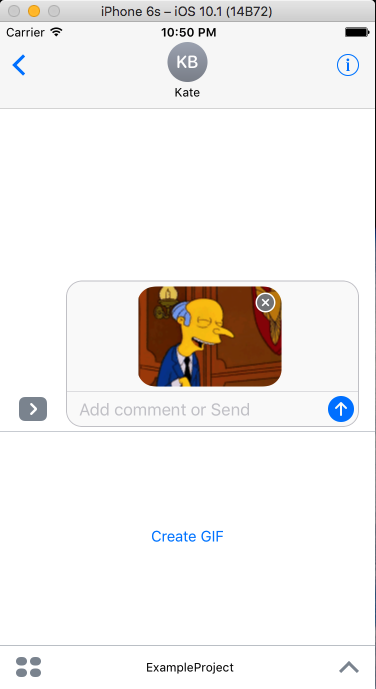 iPhone 6s – iOS 10.1 (14B72)
Carrier 10:50 PM
KB
Kate
Add comment or Send
Create GIF
ExampleProject